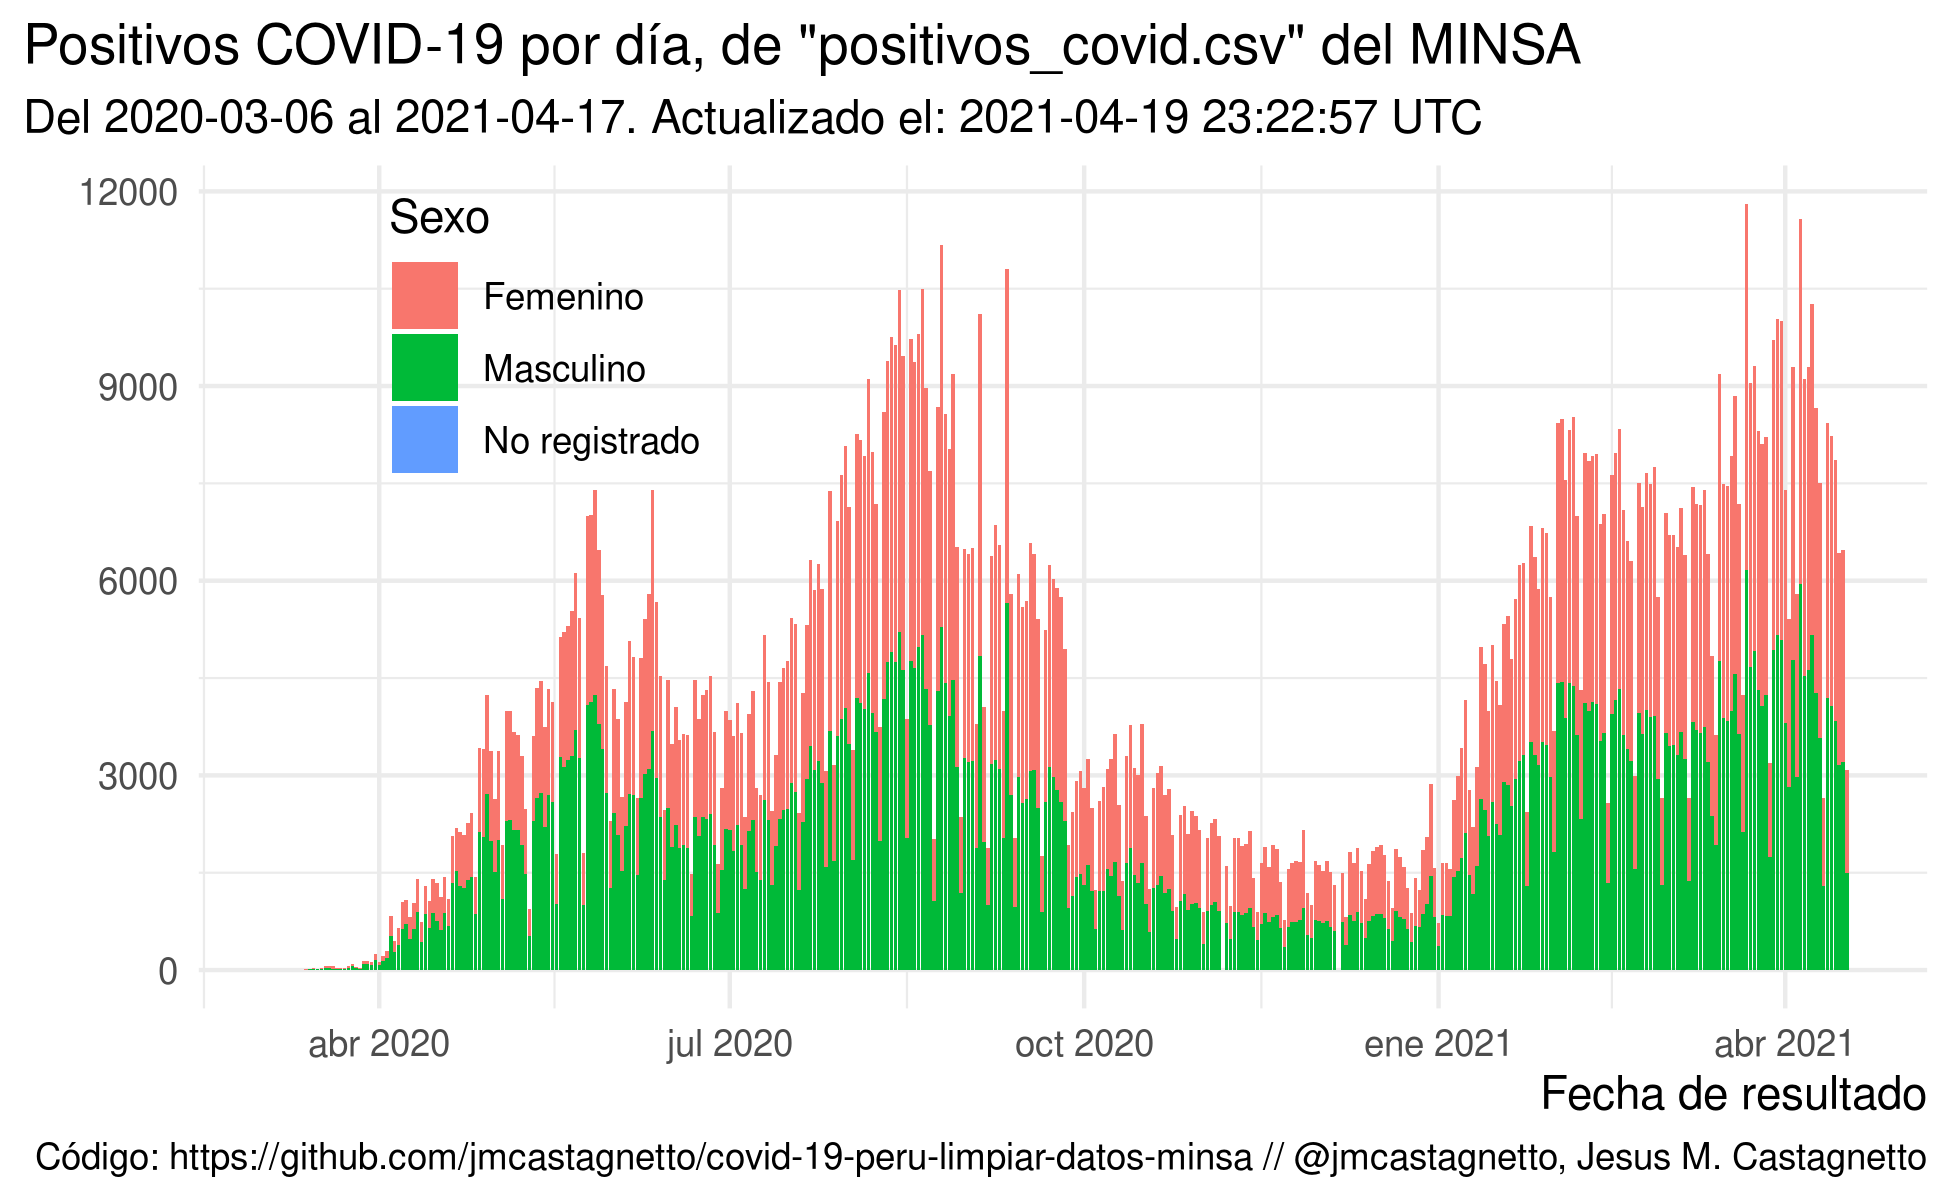 Positivos COVID-19 por día, de "positivos_covid.csv" del MINSA
Del 2020-03-06 al 2021-04-17. Actualizado el: 2021-04-19 23:22:57 UTC
12000
9000
6000
3000
0
Sexo
Femenino
Masculino
No registrado
abr 2020 jul 2020 oct 2020 ene 2021 abr 2021
Fecha de resultado
Código: https://github.com/jmcastagnetto/covid-19-peru-limpiar-datos-minsa // @jmcastagnetto, Jesus M. Castagnetto